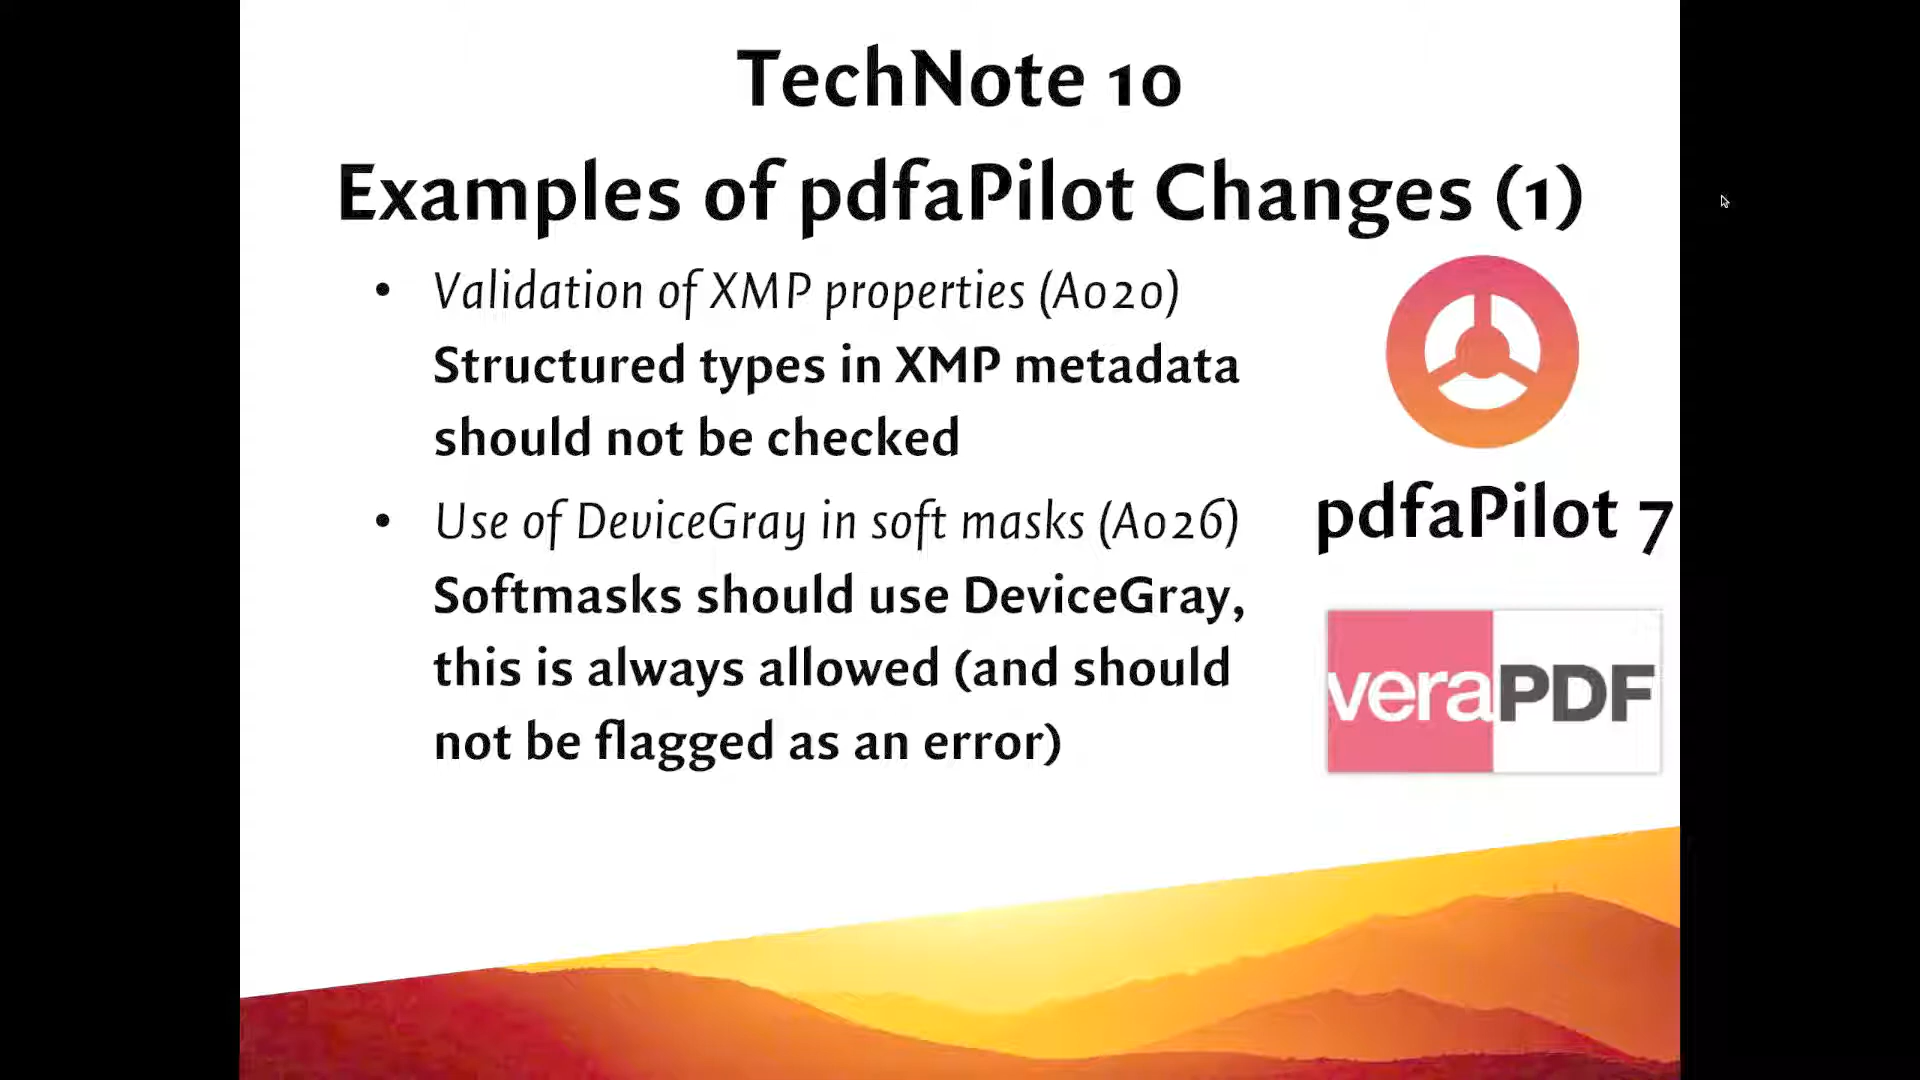 TechNote 10
Examples of pdfaPilot Changes (1)
• Validation of XMP properties (A020)
Structured types in XMP metadata
should not be checked
• Use of DeviceGray in soft masks (A026)
Softmasks should use DeviceGray,
this is always allowed (and should
not be flagged as an error)
pdfaPilot 7
veraPDF